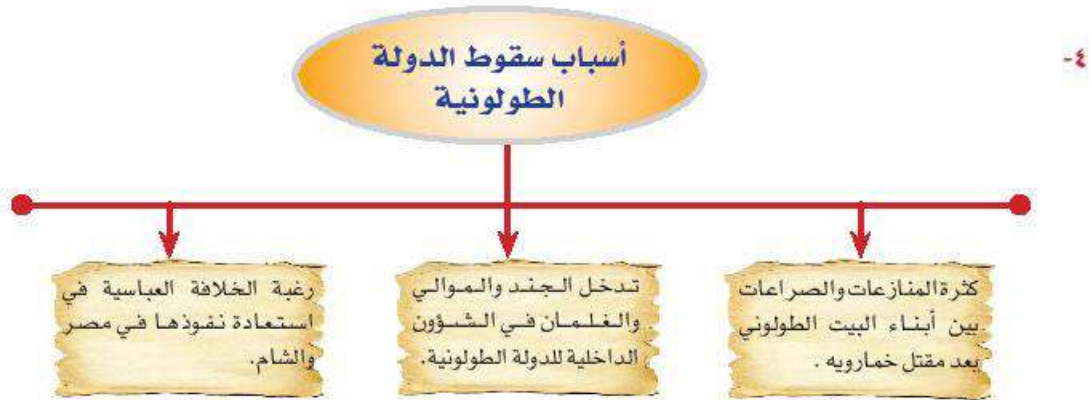 ٤-
أسباب سقوط الدولة
الطولونية
كثرة المنازعات والصراعات
بين أبناء البيت الطولوني
بعد مقتل خمارويه .
تدخل الجند والموالي
والغلمان في الشؤون
الداخلية للدولة الطولونية.
رغبة الخلافة العباسية في
استعادة نفوذها في مصر
والشام.